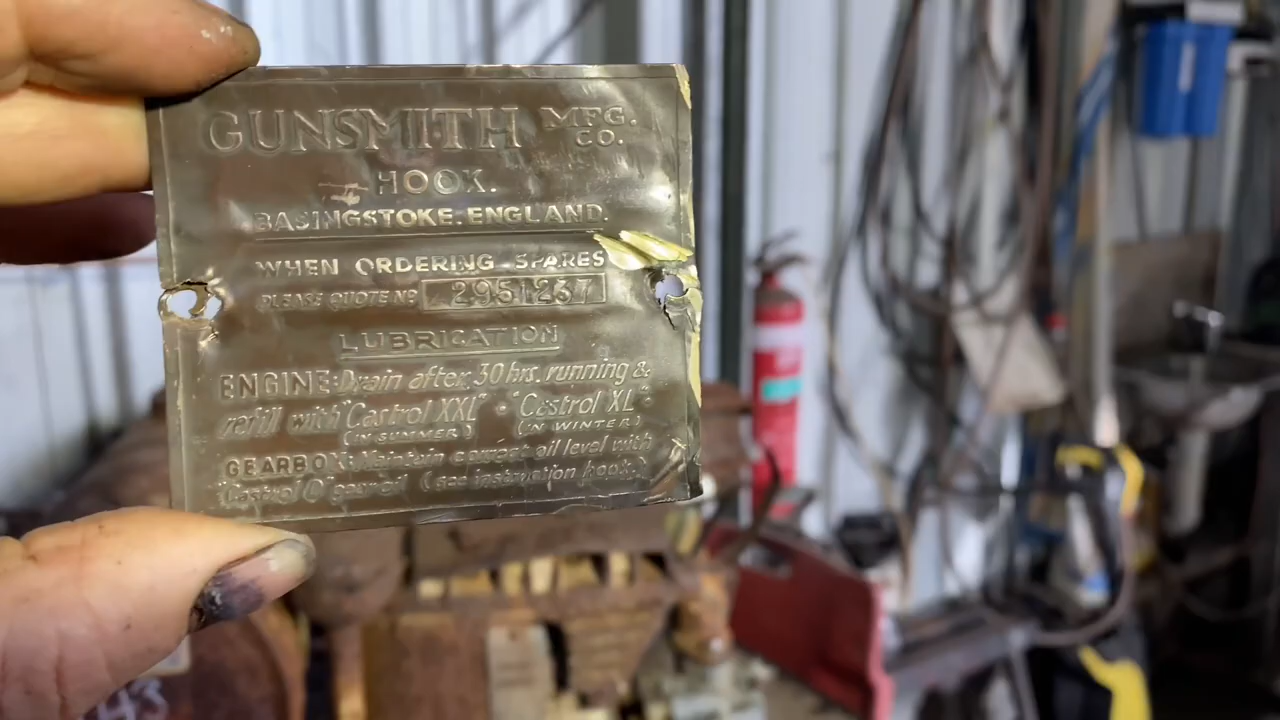 GUNSMITH MFG. CO.
HOOK.
BASINGSTOKE. ENGLAND.
WHEN ORDERING SPARES
PLEASE QUOTE NO 2951237
LUBRICATION
ENGINE: Drain after 30 hrs. running &
refill with "Castrol XXL" · "Castrol XL"
(IN SUMMER) (IN WINTER)
GEARBOX: Maintain correct oil level with
"Castrol D" gear oil (see instruction book.)